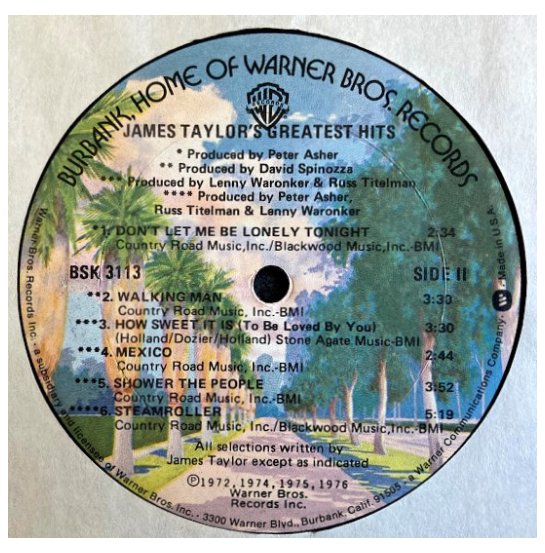 BURBANK, HOME OF WARNER BROS. RECORDS
JAMES TAYLOR'S GREATEST HITS
* Produced by Peter Asher
** Produced by David Spinozza
*** Produced by Lenny Waronker & Russ Titelman
**** Produced by Peter Asher,
Russ Titelman & Lenny Waronker
*1. DON'T LET ME BE LONELY TONIGHT 2:34
Country Road Music,Inc./Blackwood Music,Inc.-BMI
BSK 3113 SIDE II
**2. WALKING MAN 3:30
Country Road Music, Inc.-BMI
***3. HOW SWEET IT IS (To Be Loved By You) 3:30
(Holland/Dozier/Holland) Stone Agate Music-BMI
***4. MEXICO 2:44
Country Road Music, Inc.-BMI
***5. SHOWER THE PEOPLE 3:52
Country Road Music, Inc.-BMI
****6. STEAMROLLER 5:19
Country Road Music, Inc./Blackwood Music,Inc.-BMI
All selections written by
James Taylor except as indicated
Ⓟ1972, 1974, 1975, 1976
Warner Bros.
Records Inc.
Warner Bros. Records Inc. • a subsidiary and licensee of Warner Bros. Inc. • 3300 Warner Blvd., Burbank, Calif. 91505 • a Warner Communications Company. • W • Made in U.S.A.